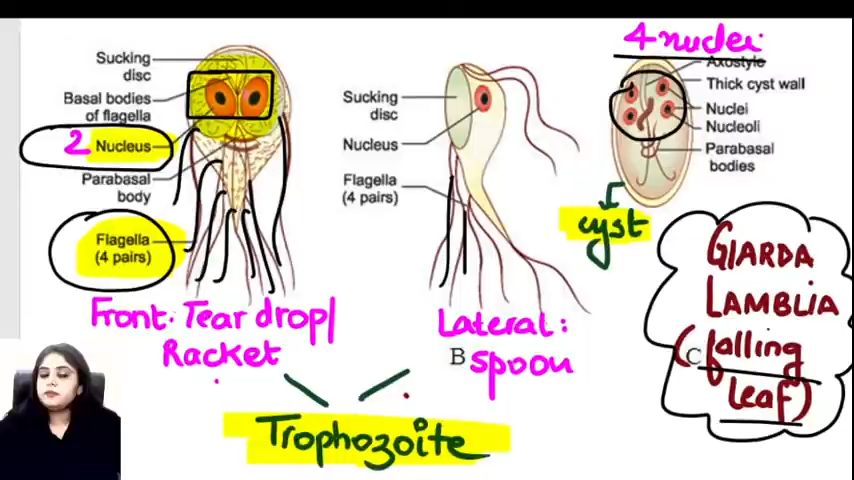 4 nuclei
Sucking
disc
Basal bodies
of flagella
2 Nucleus
Parabasal
body
Flagella
(4 pairs)
Front: Tear drop/
Racket
Sucking
disc
Nucleus
Flagella
(4 pairs)
Lateral:
B spoon
Axostyle
Thick cyst wall
Nuclei
Nucleoli
Parabasal
bodies
cyst
GIARDA
LAMBLIA
C (falling
leaf)
Trophozoite